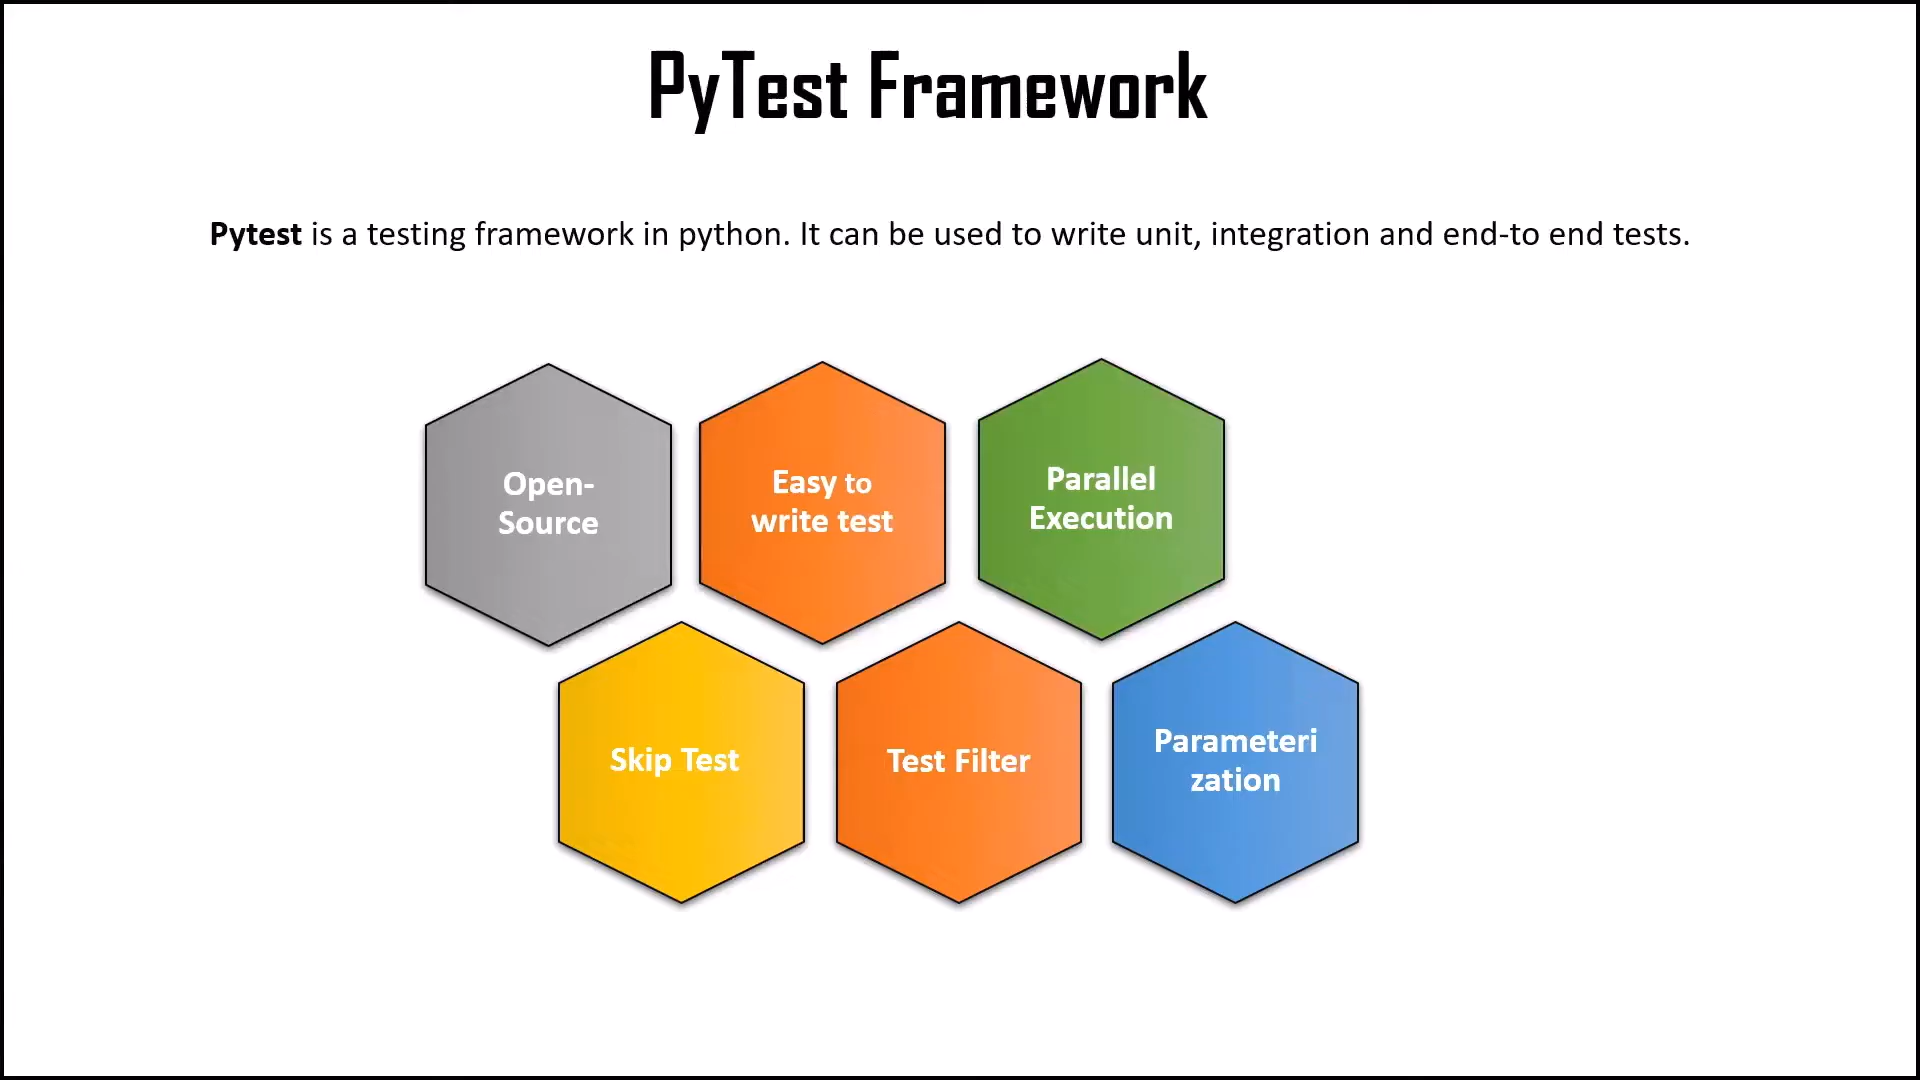 PyTest Framework
Pytest is a testing framework in python. It can be used to write unit, integration and end-to end tests.
Open-
Source
Easy to
write test
Parallel
Execution
Skip Test
Test Filter
Parameteri
zation